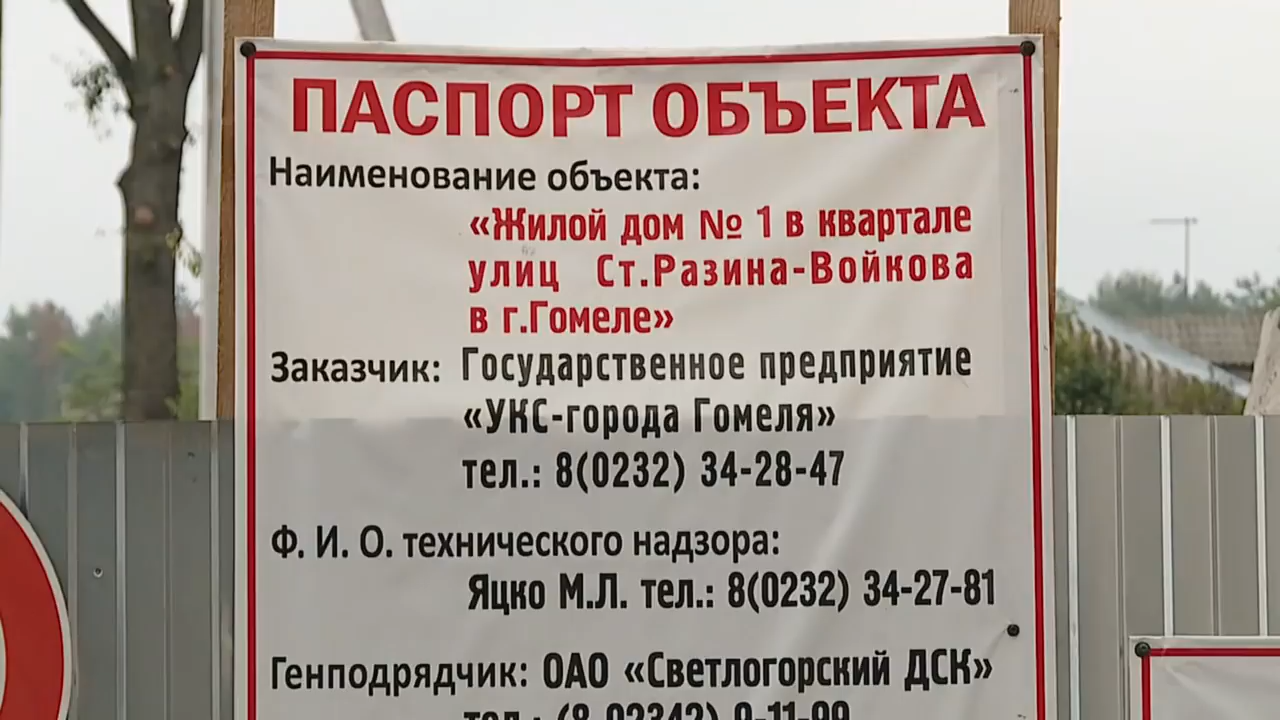 ПАСПОРТ ОБЪЕКТА
Наименование объекта:
«Жилой дом № 1 в квартале
улиц Ст.Разина-Войкова
в г.Гомеле»
Заказчик: Государственное предприятие
«УКС-города Гомеля»
тел.: 8(0232) 34-28-47
Ф. И. О. технического надзора:
Яцко М.Л. тел.: 8(0232) 34-27-81
Генподрядчик: ОАО «Светлогорский ДСК»
тел.: (8 02342) 9-11-99